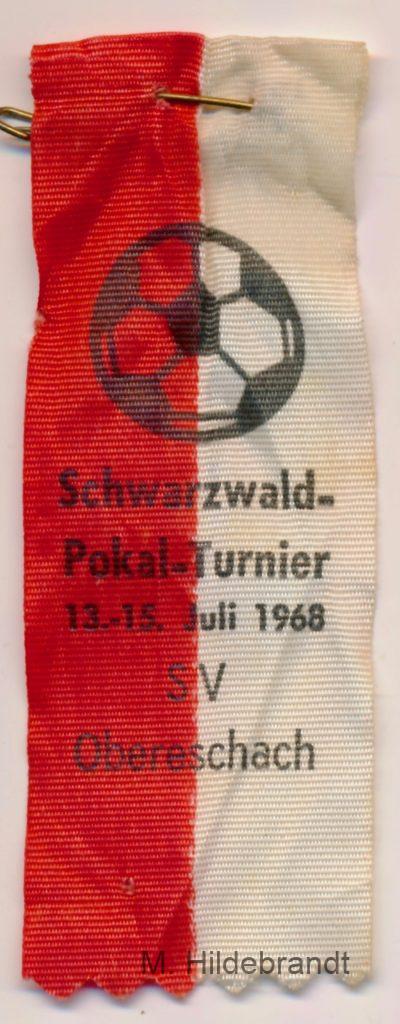 Schwarzwald-
Pokal-Turnier
13.-15. Juli 1968
SV
Obereschach
M. Hildebrandt